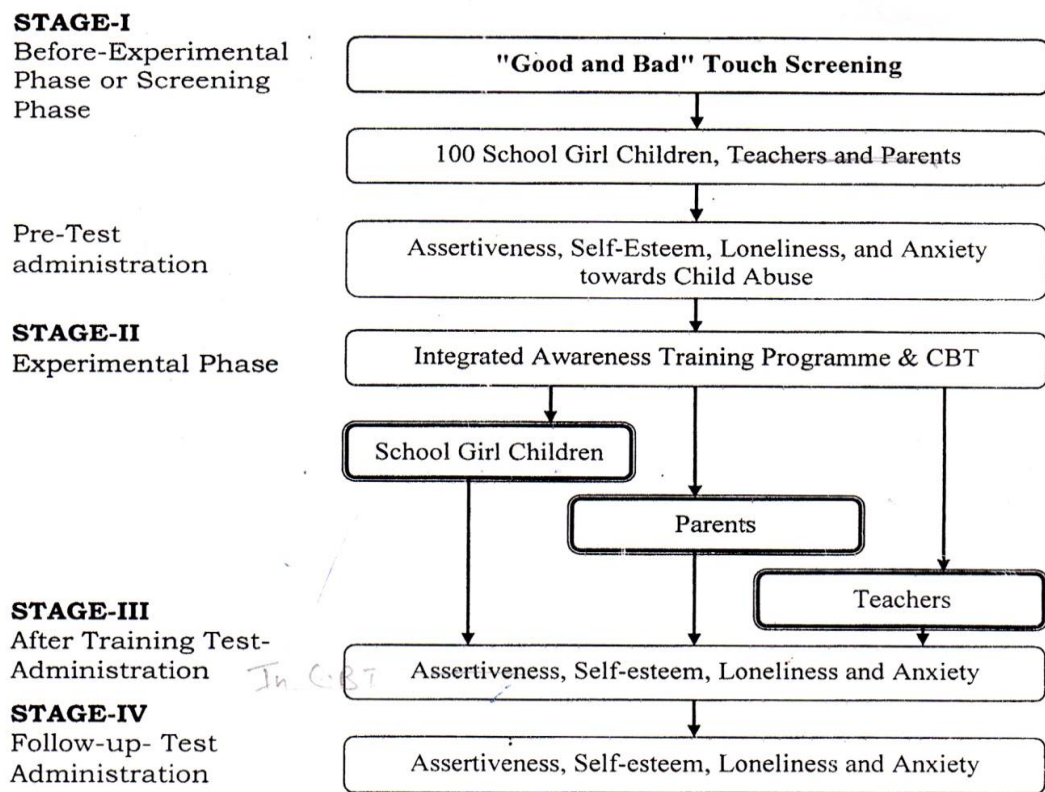 STAGE-I
Before-Experimental
Phase or Screening
Phase
"Good and Bad" Touch Screening
100 School Girl Children, Teachers and Parents
Pre-Test
administration
Assertiveness, Self-Esteem, Loneliness, and Anxiety
towards Child Abuse
STAGE-II
Experimental Phase
Integrated Awareness Training Programme & CBT
School Girl Children
Parents
Teachers
STAGE-III
After Training Test-
Administration
In CBT
Assertiveness, Self-esteem, Loneliness and Anxiety
STAGE-IV
Follow-up- Test
Administration
Assertiveness, Self-esteem, Loneliness and Anxiety